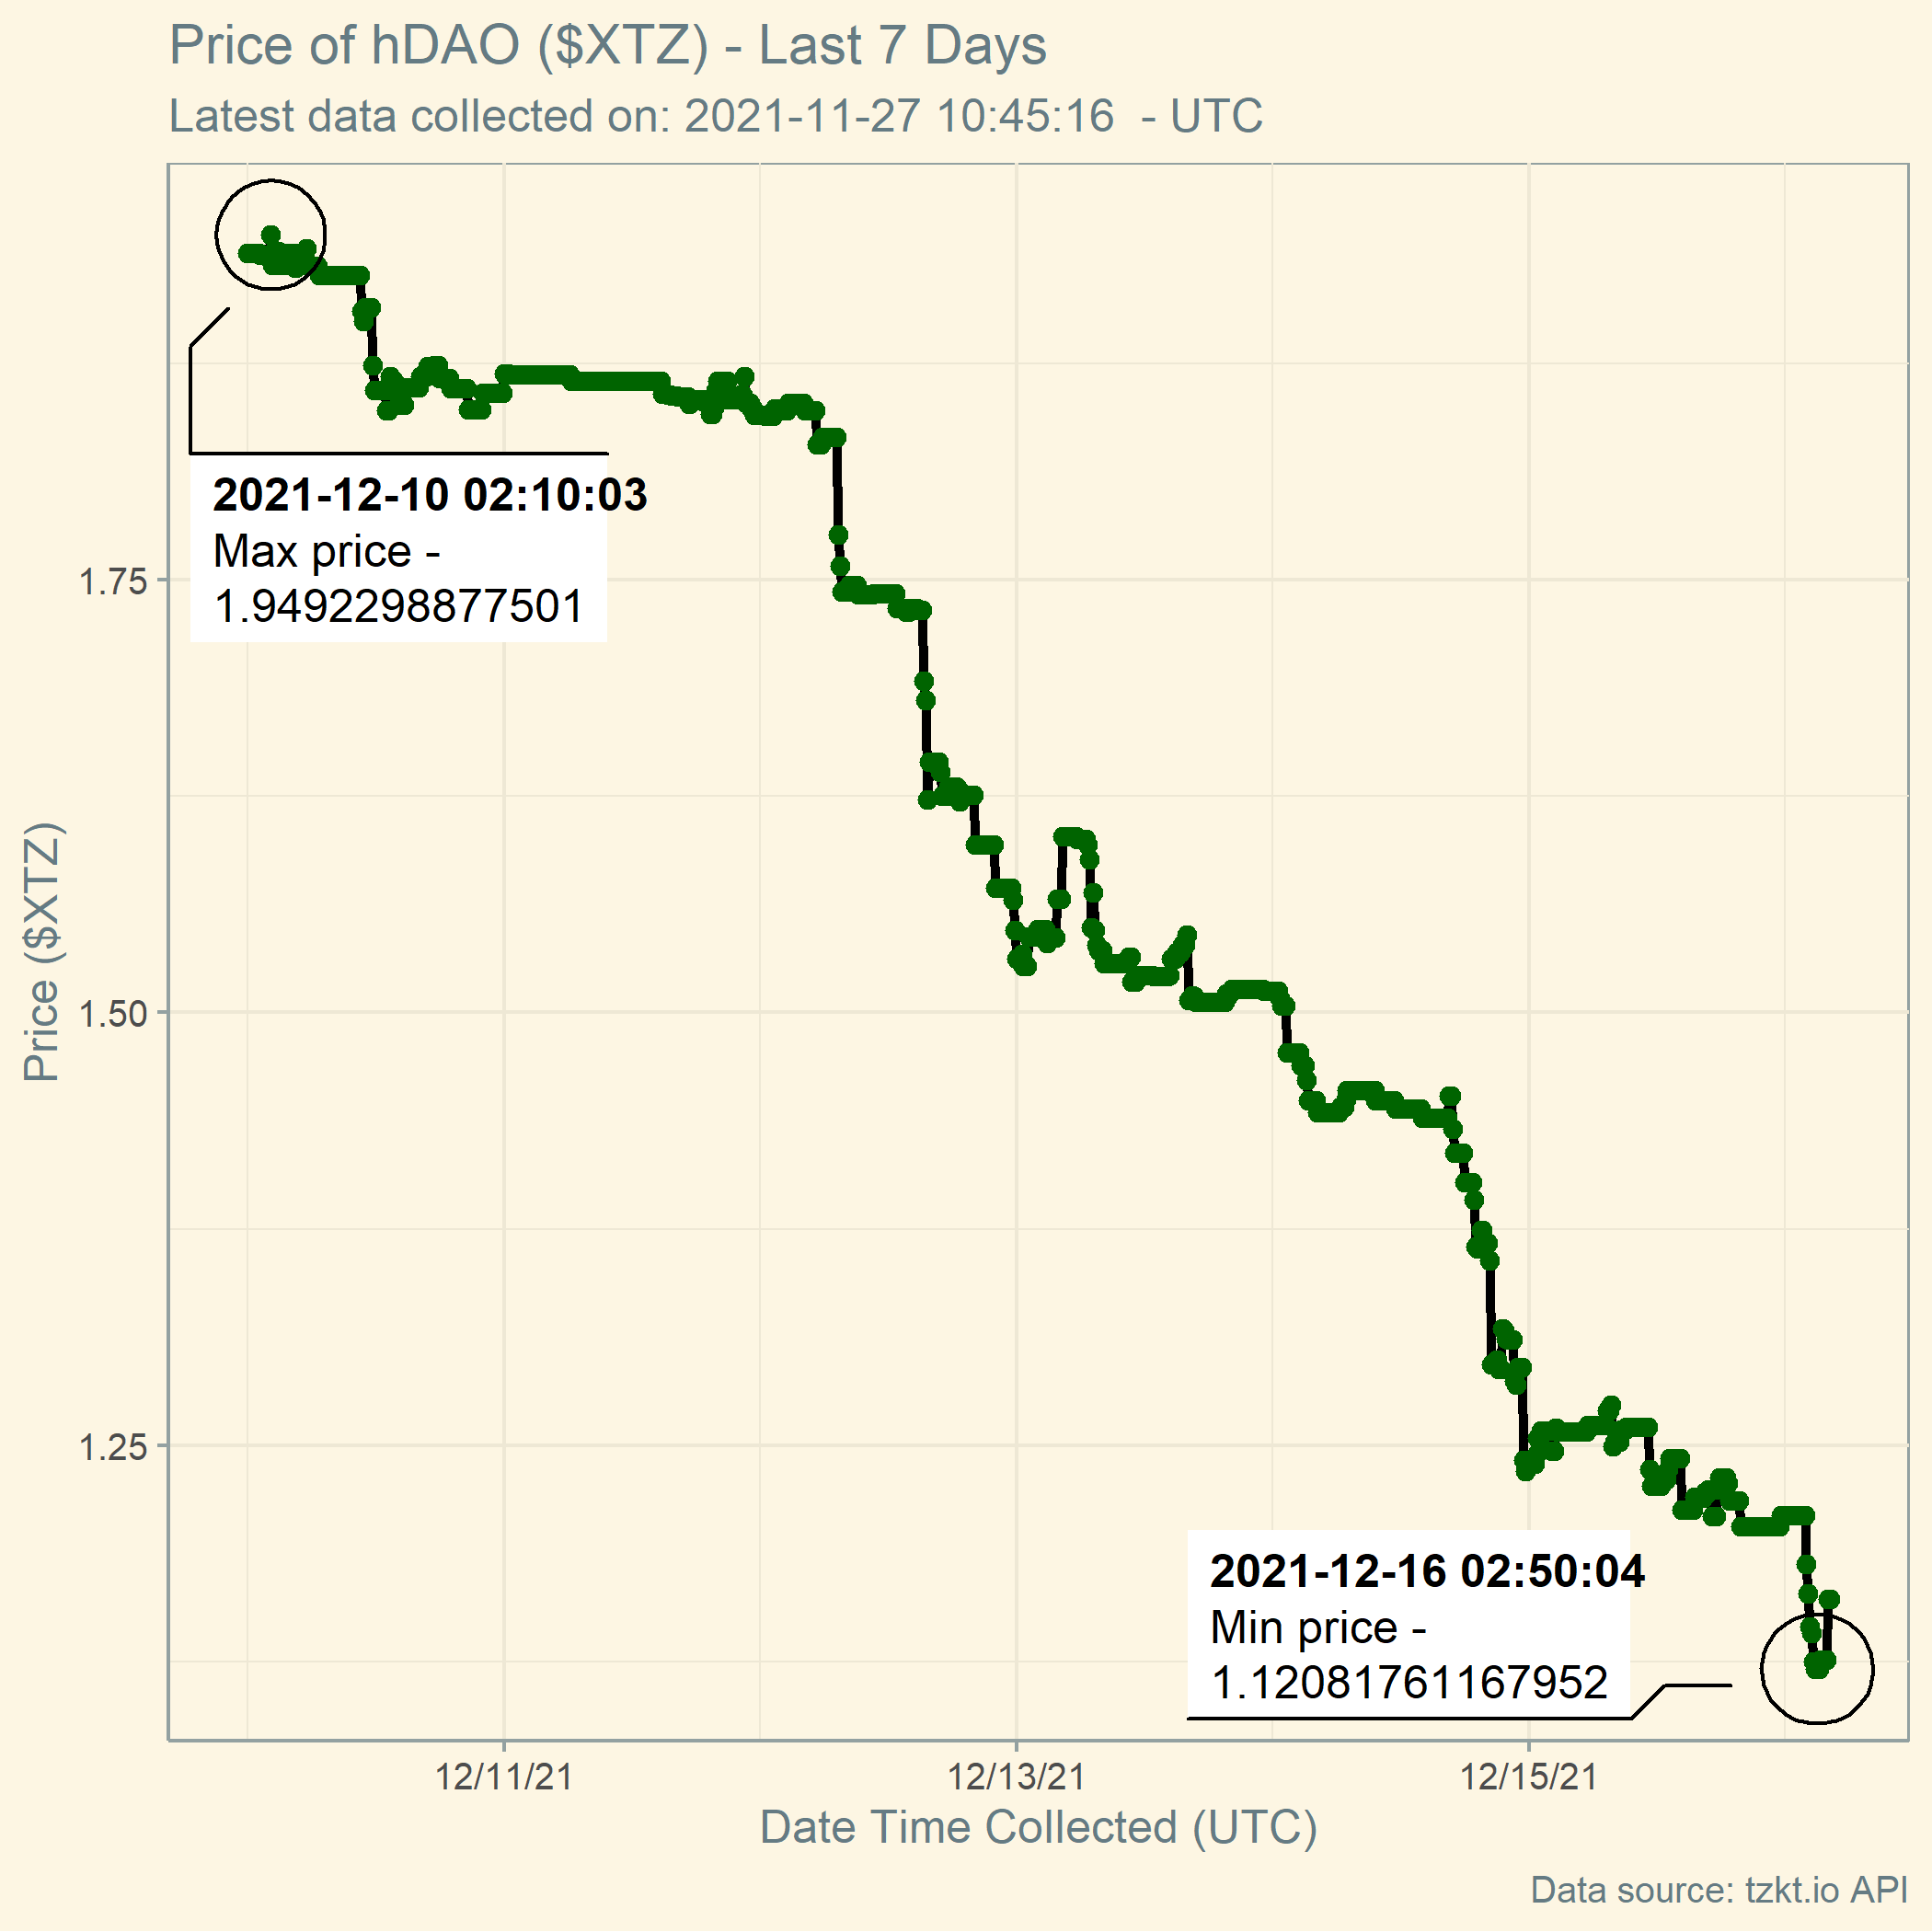 Price of hDAO ($XTZ) - Last 7 Days
Latest data collected on: 2021-11-27 10:45:16  - UTC
2021-12-10 02:10:03
Max price -
1.9492298877501
1.75
1.50
1.25
Price ($XTZ)
2021-12-16 02:50:04
Min price -
1.12081761167952
12/11/21
12/13/21
12/15/21
Date Time Collected (UTC)
Data source: tzkt.io API